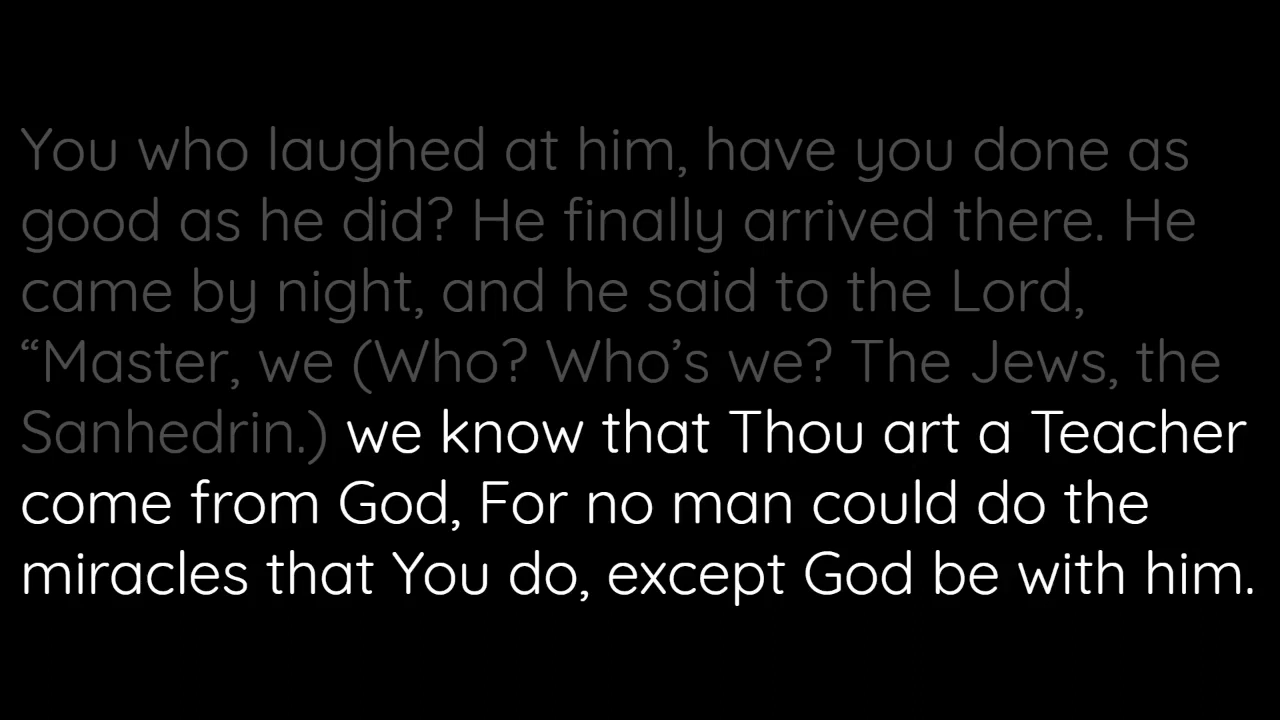 You who laughed at him, have you done as
good as he did? He finally arrived there. He
came by night, and he said to the Lord,
“Master, we (Who? Who’s we? The Jews, the
Sanhedrin.) we know that Thou art a Teacher
come from God, For no man could do the
miracles that You do, except God be with him.